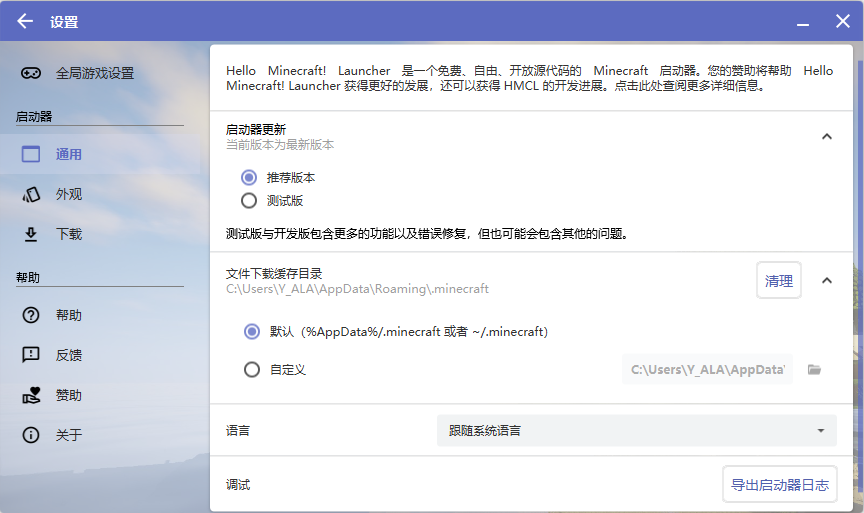 设置
全局游戏设置
启动器
通用
外观
下载
帮助
帮助
反馈
赞助
关于
Hello Minecraft! Launcher 是一个免费、自由、开放源代码的 Minecraft 启动器。您的赞助将帮助 Hello
Minecraft! Launcher 获得更好的发展，还可以获得 HMCL 的开发进展。点击此处查阅更多详细信息。
启动器更新
当前版本为最新版本
推荐版本
测试版
测试版与开发版包含更多的功能以及错误修复，但也可能会包含其他的问题。
文件下载缓存目录
C:\Users\Y_ALA\AppData\Roaming\.minecraft
清理
默认（%AppData%/.minecraft 或者 ~/.minecraft）
自定义
C:\Users\Y_ALA\AppData\
语言
跟随系统语言
调试
导出启动器日志